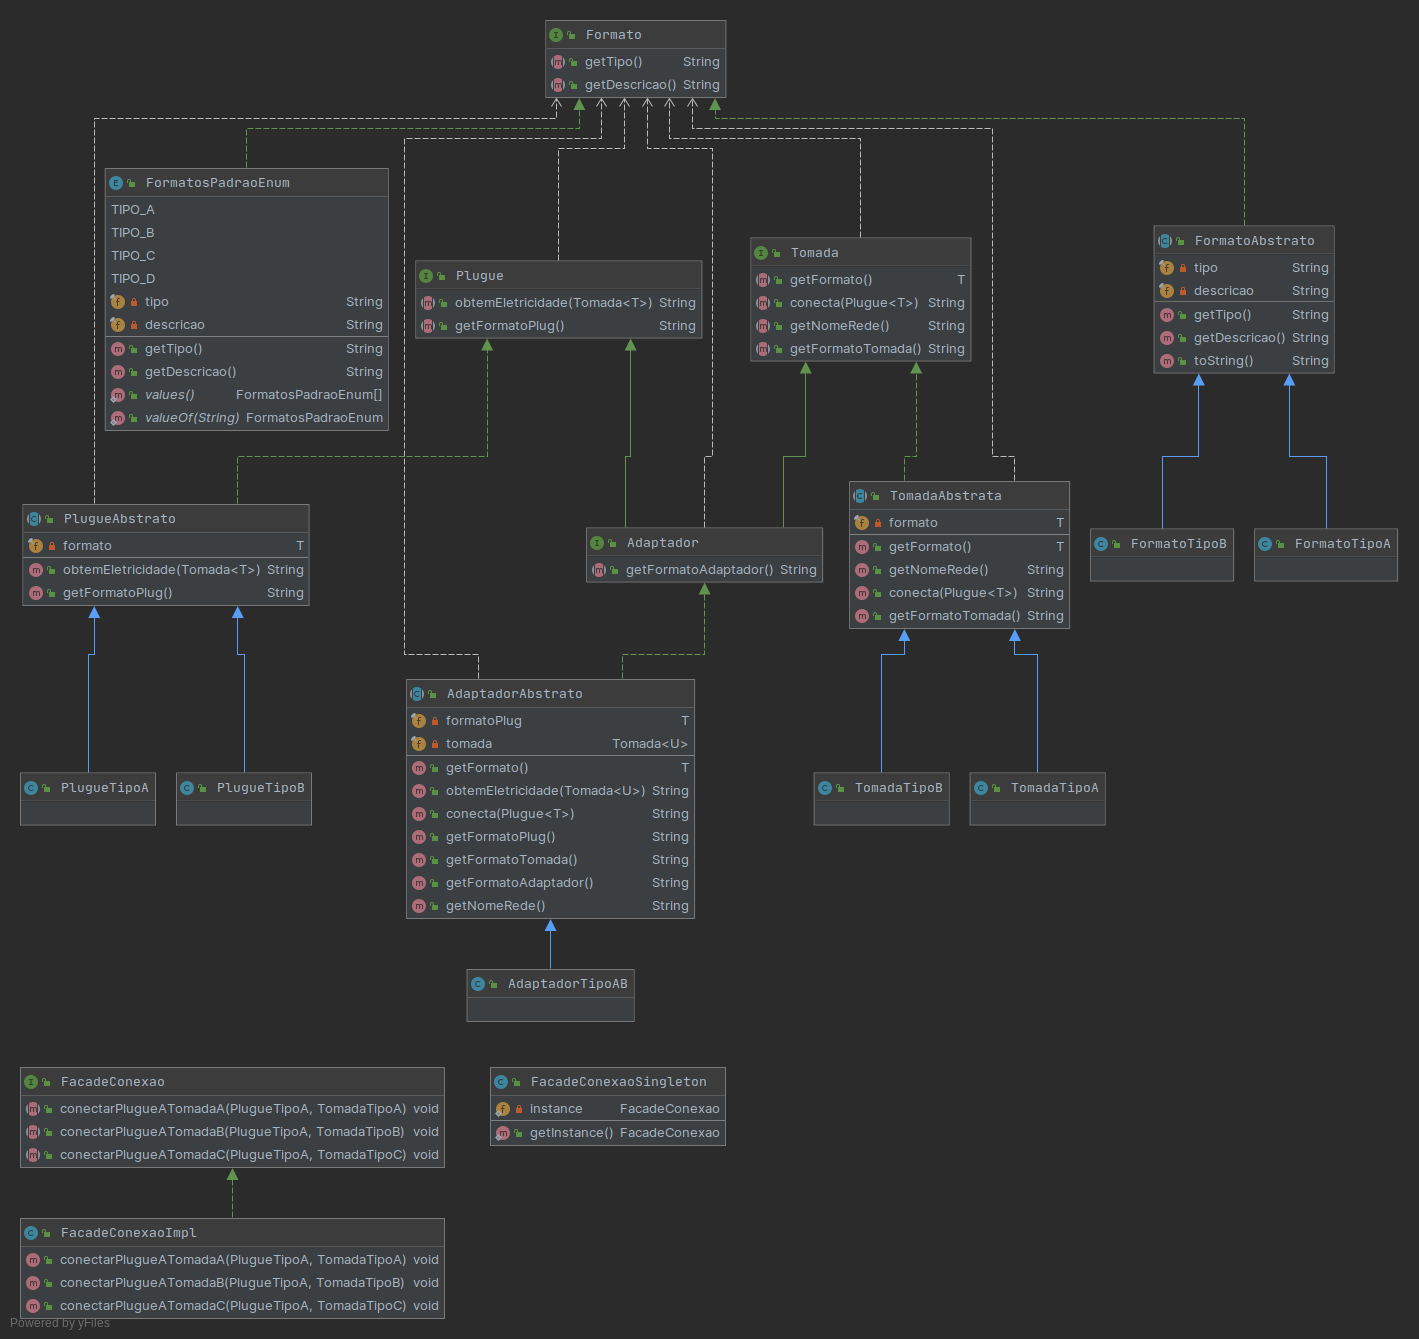 Formato
getTipo() String
getDescricao() String
FormatosPadraoEnum
TIPO_A
TIPO_B
TIPO_C
TIPO_D
tipo String
descricao String
getTipo() String
getDescricao() String
values() FormatosPadraoEnum[]
valueOf(String) FormatosPadraoEnum
Plugue
obtemEletricidade(Tomada<T>) String
getFormatoPlug() String
Tomada
getFormato() T
conecta(Plugue<T>) String
getNomeRede() String
getFormatoTomada() String
FormatoAbstrato
tipo String
descricao String
getTipo() String
getDescricao() String
toString() String
PlugueAbstrato
formato T
obtemEletricidade(Tomada<T>) String
getFormatoPlug() String
Adaptador
getFormatoAdaptador() String
TomadaAbstrata
formato T
getFormato() T
getNomeRede() String
conecta(Plugue<T>) String
getFormatoTomada() String
FormatoTipoB
FormatoTipoA
AdaptadorAbstrato
formatoPlug T
tomada Tomada<U>
getFormato() T
obtemEletricidade(Tomada<U>) String
conecta(Plugue<T>) String
getFormatoPlug() String
getFormatoTomada() String
getFormatoAdaptador() String
getNomeRede() String
PlugueTipoA
PlugueTipoB
TomadaTipoB
TomadaTipoA
AdaptadorTipoAB
FacadeConexao
conectarPlugueATomadaA(PlugueTipoA, TomadaTipoA) void
conectarPlugueATomadaB(PlugueTipoA, TomadaTipoB) void
conectarPlugueATomadaC(PlugueTipoA, TomadaTipoC) void
FacadeConexaoSingleton
instance FacadeConexao
getInstance() FacadeConexao
FacadeConexaoImpl
conectarPlugueATomadaA(PlugueTipoA, TomadaTipoA) void
conectarPlugueATomadaB(PlugueTipoA, TomadaTipoB) void
conectarPlugueATomadaC(PlugueTipoA, TomadaTipoC) void
Powered by yFiles